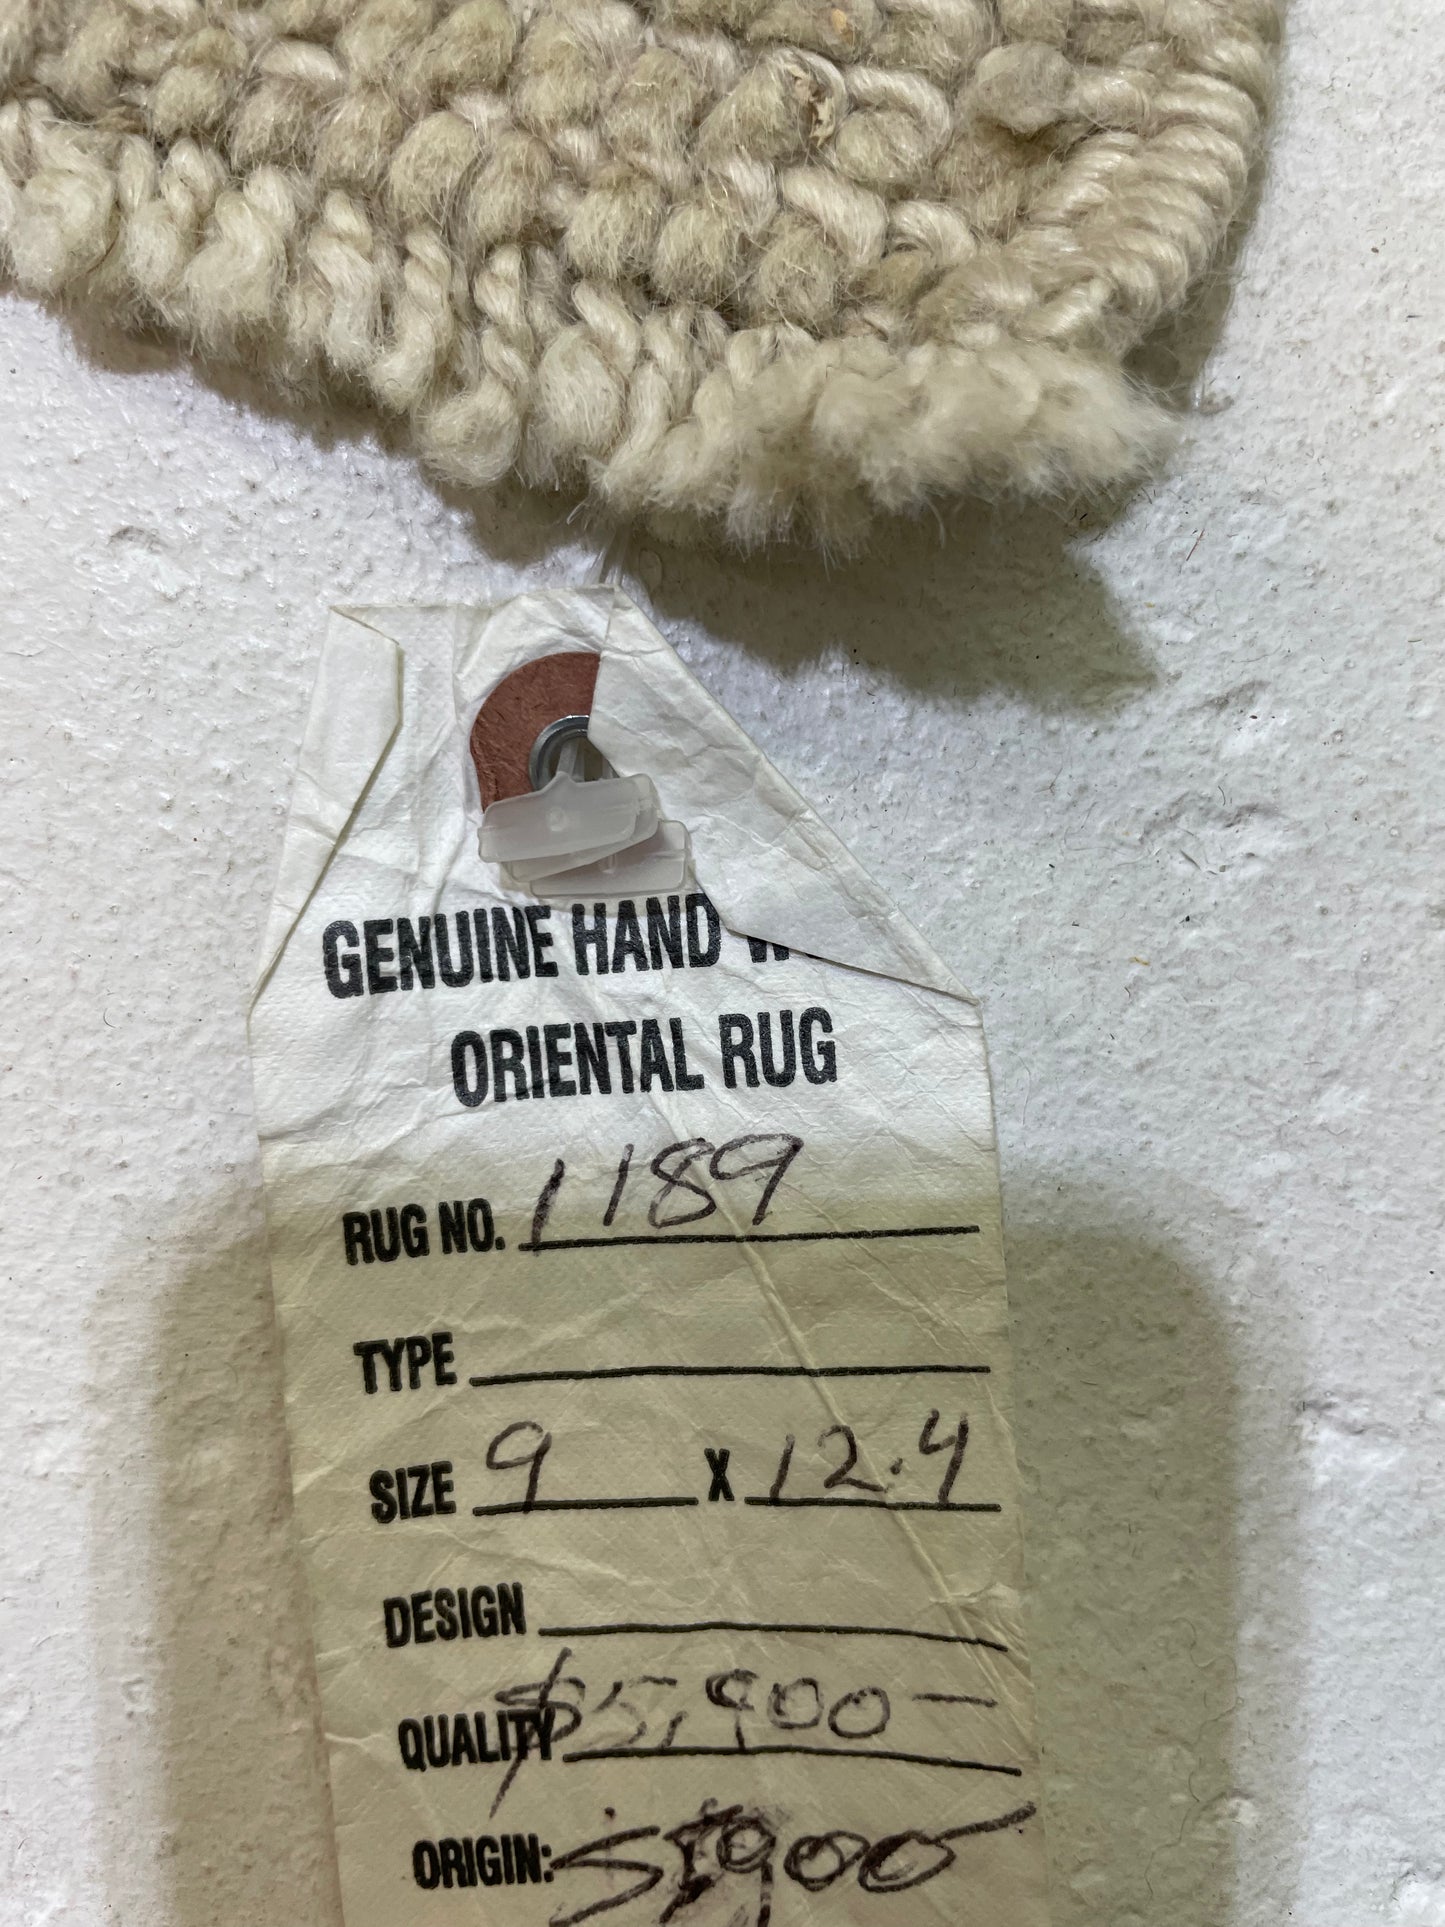 GENUINE HAND
ORIENTAL RUG
RUG NO. 1189
TYPE
SIZE 9 X 12.4
DESIGN
QUALITY $5,900 —
ORIGIN: